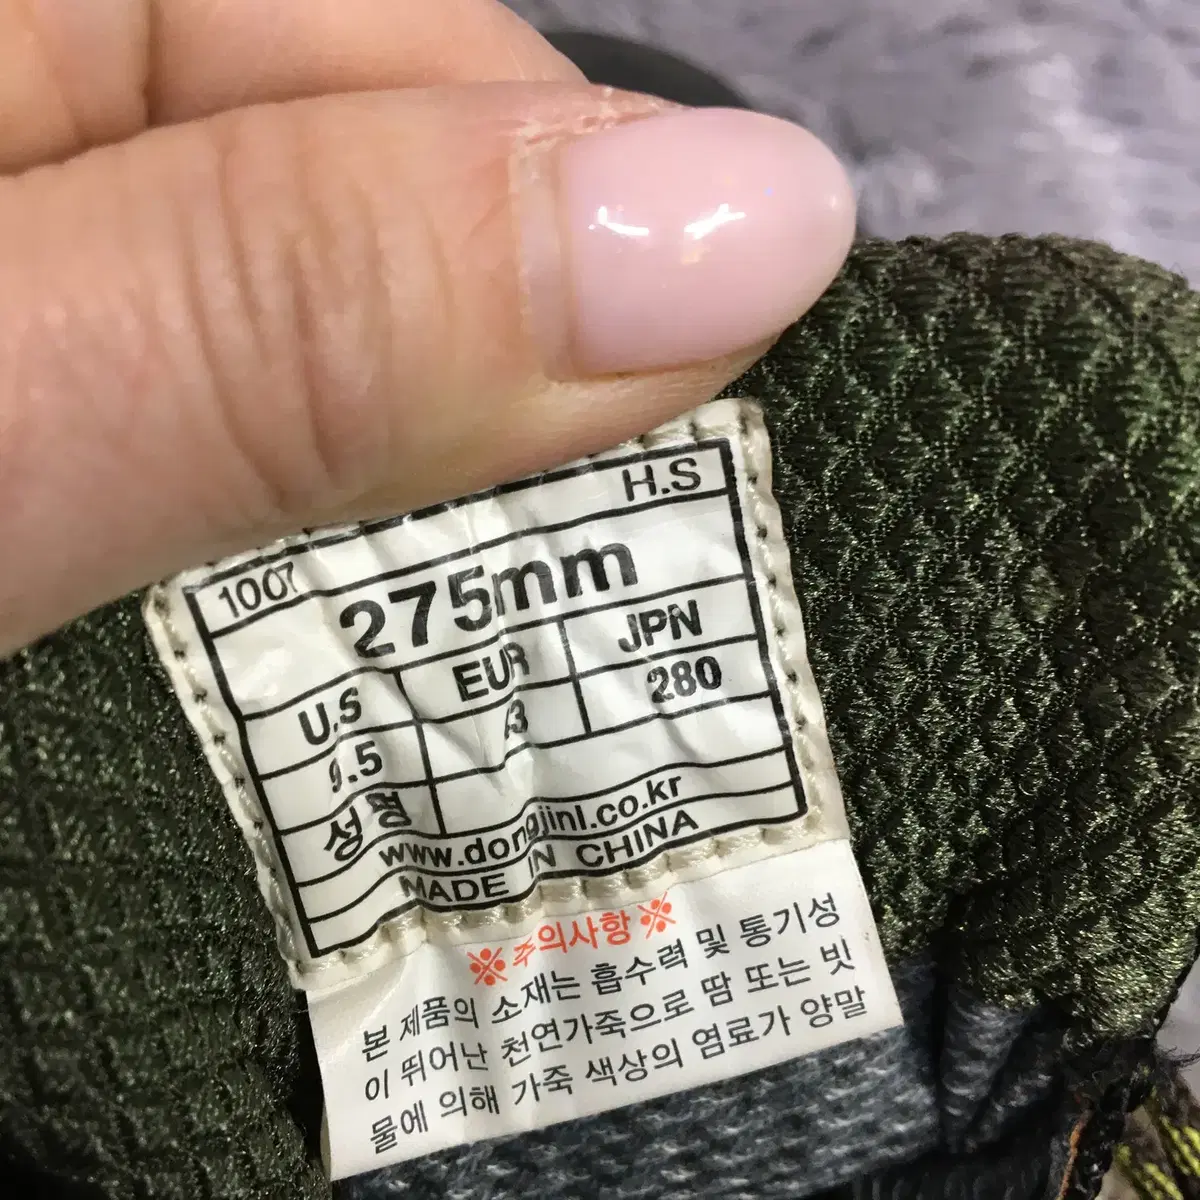 H.S
1007
275mm
U.S EUR JPN
9.5 43 280
성명
www.dongjinl.co.kr
MADE IN CHINA
※주의사항※
본 제품의 소재는 흡수력 및 통기성
이 뛰어난 천연가죽으로 땀 또는 빗
물에 의해 가죽 색상의 염료가 양말